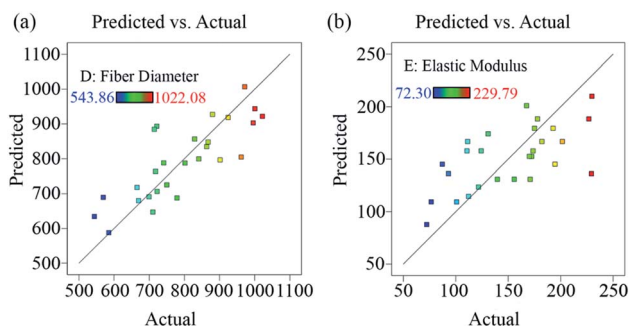 (a) Predicted vs. Actual
1100
1000
900
800
700
600
500
Predicted
D: Fiber Diameter
543.86 1022.08
500 600 700 800 900 1000 1100
Actual
(b) Predicted vs. Actual
250
200
150
100
50
Predicted
E: Elastic Modulus
72.30 229.79
50 100 150 200 250
Actual